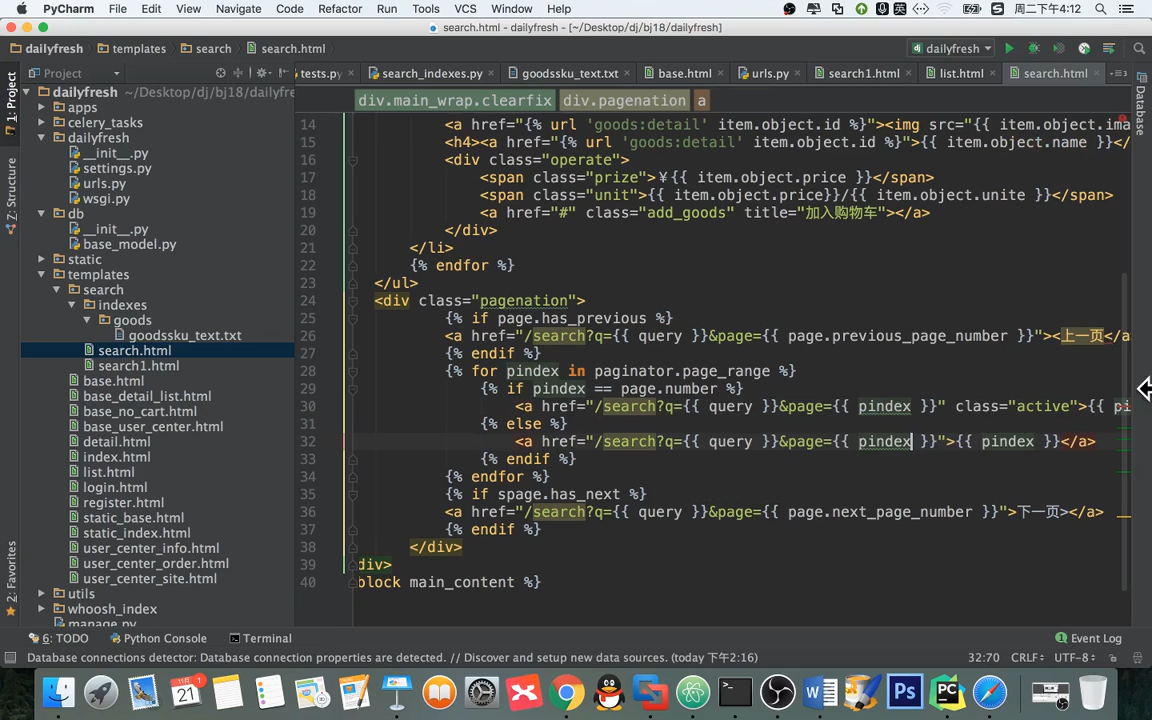 PyCharm File Edit View Navigate Code Refactor Run Tools VCS Window Help 英 周二下午4:12
search.html - dailyfresh - [~/Desktop/dj/bj18/dailyfresh]
dailyfresh templates search search.html dailyfresh
Project tests.py search_indexes.py goodssku_text.txt base.html urls.py search1.html list.html search.html
div.main_wrap.clearfix div.pagenation a
1: Project
Z: Structure
2: Favorites
Database
dailyfresh ~/Desktop/dj/bj18/dailyfre
apps
celery_tasks
dailyfresh
__init__.py
settings.py
urls.py
wsgi.py
db
__init__.py
base_model.py
static
templates
search
indexes
goods
goodssku_text.txt
search.html
search1.html
base.html
base_detail_list.html
base_no_cart.html
base_user_center.html
detail.html
index.html
list.html
login.html
register.html
static_base.html
static_index.html
user_center_info.html
user_center_order.html
user_center_site.html
utils
whoosh_index
manage.py
14 <a href="{% url 'goods:detail' item.object.id %}"><img src="{{ item.object.ima
15 <h4><a href="{% url 'goods:detail' item.object.id %}">{{ item.object.name }}</
16 <div class="operate">
17 <span class="prize">¥{{ item.object.price }}</span>
18 <span class="unit">{{ item.object.price}}/{{ item.object.unite }}</span>
19 <a href="#" class="add_goods" title="加入购物车"></a>
20 </div>
21 </li>
22 {% endfor %}
23 </ul>
24 <div class="pagenation">
25 {% if page.has_previous %}
26 <a href="/search?q={{ query }}&page={{ page.previous_page_number }}"><上一页</a
27 {% endif %}
28 {% for pindex in paginator.page_range %}
29 {% if pindex == page.number %}
30 <a href="/search?q={{ query }}&page={{ pindex }}" class="active">{{ pi
31 {% else %}
32 <a href="/search?q={{ query }}&page={{ pindex }}">{{ pindex }}</a>
33 {% endif %}
34 {% endfor %}
35 {% if spage.has_next %}
36 <a href="/search?q={{ query }}&page={{ page.next_page_number }}">下一页></a>
37 {% endif %}
38 </div>
39 div>
40 block main_content %}
6: TODO Python Console Terminal 1 Event Log
Database connections detector: Database connection properties are detected. // Discover and setup new data sources. (today 下午2:16) 32:70 CRLF÷ UTF-8÷